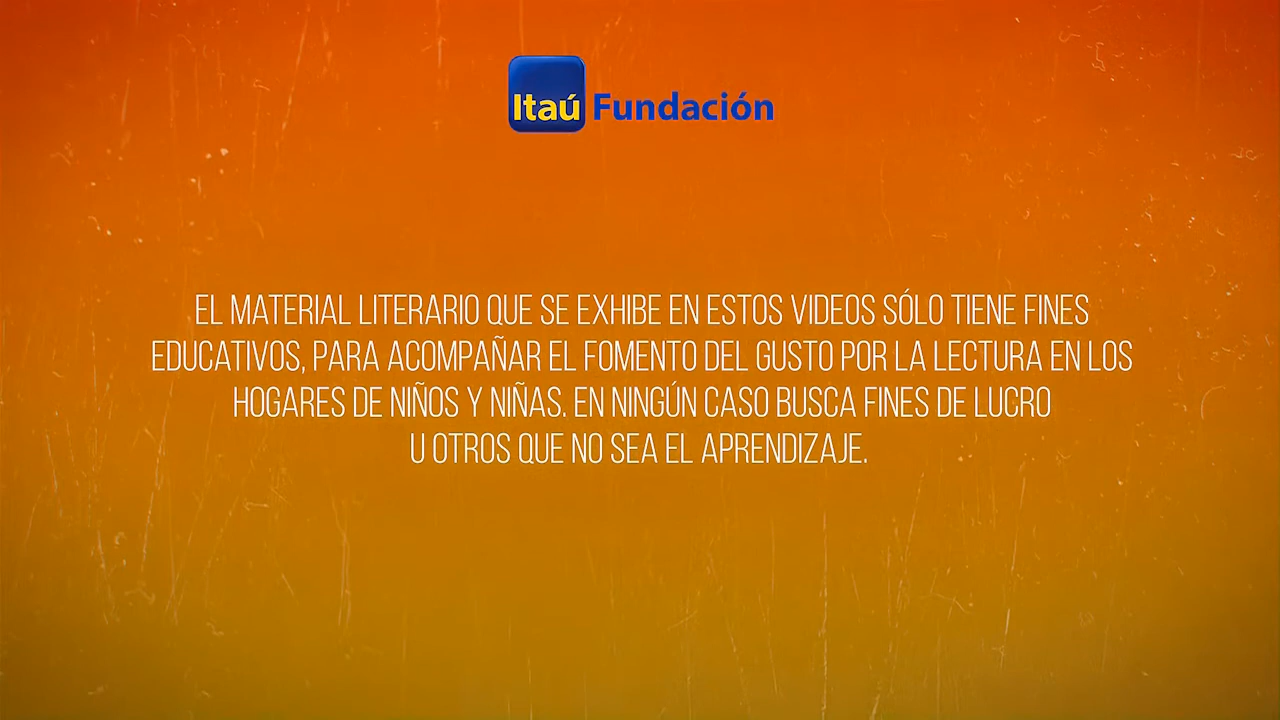 Itaú Fundación
EL MATERIAL LITERARIO QUE SE EXHIBE EN ESTOS VIDEOS SÓLO TIENE FINES
EDUCATIVOS, PARA ACOMPAÑAR EL FOMENTO DEL GUSTO POR LA LECTURA EN LOS
HOGARES DE NIÑOS Y NIÑAS. EN NINGÚN CASO BUSCA FINES DE LUCRO
U OTROS QUE NO SEA EL APRENDIZAJE.